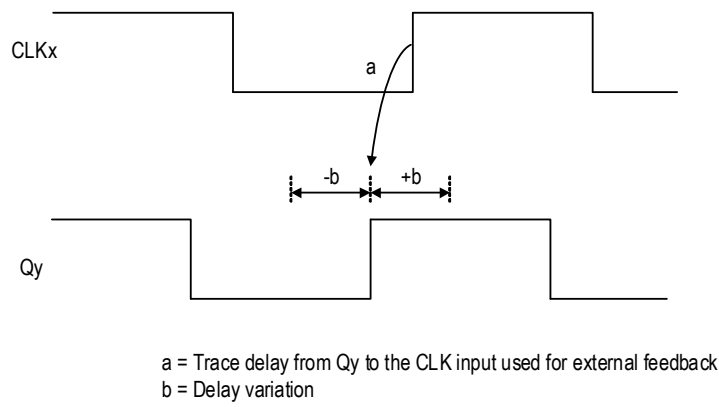 CLKx
a
-b
+b
Qy
a = Trace delay from Qy to the CLK input used for external feedback
b = Delay variation